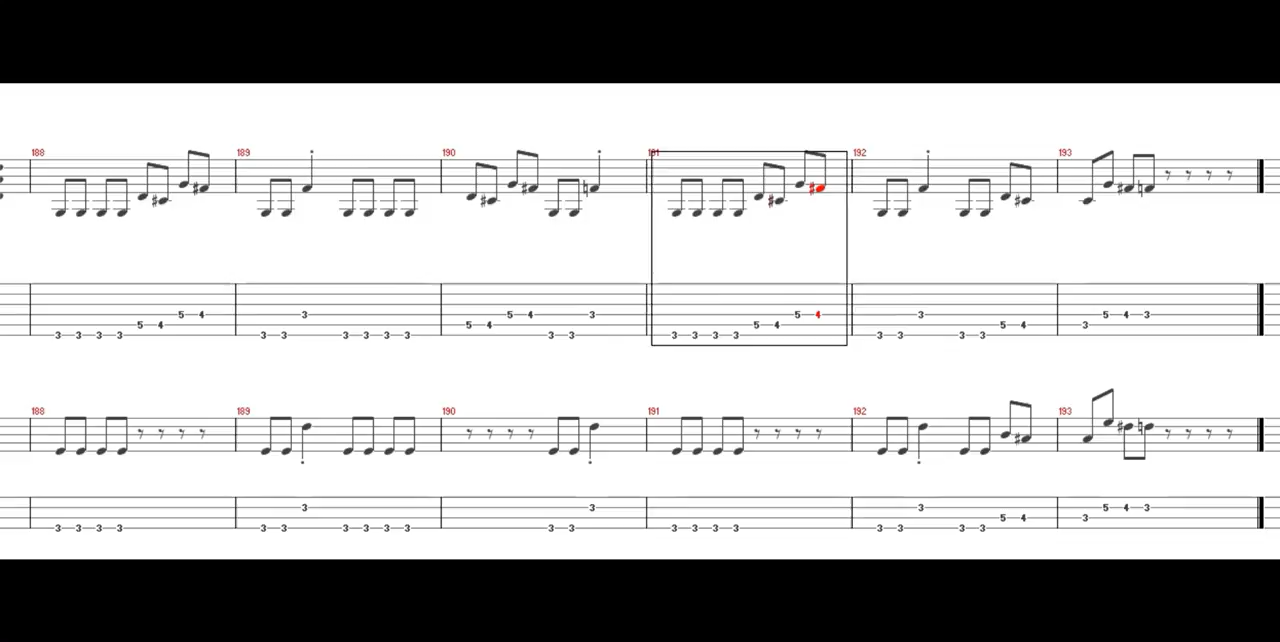 188 189 190 191 192 193
5 4 3 5 4 5 4 3 5 4 3 5 4 5 4 3
5 4 5 4 5 4 5 4 3
3 3 3 3 3 3 3 3 3 3 3 3 3 3 3 3 3 3 3 3
188 189 190 191 192 193
3 3 3 5 4 3
5 4 3
3 3 3 3 3 3 3 3 3 3 3 3 3 3 3 3 3 3 3 3